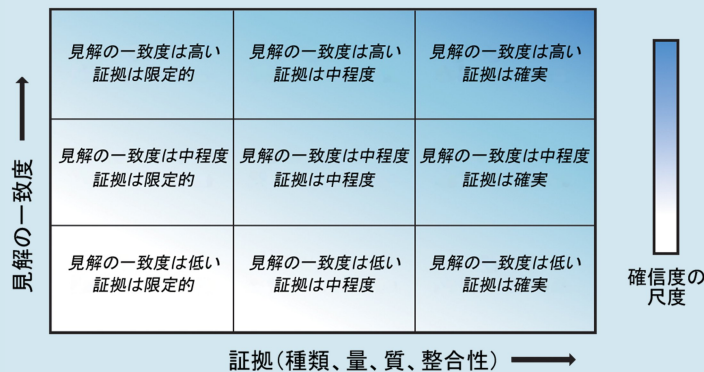 見解の一致度は高い
証拠は限定的
見解の一致度は高い
証拠は中程度
見解の一致度は高い
証拠は確実
見解の一致度は中程度
証拠は限定的
見解の一致度は中程度
証拠は中程度
見解の一致度は中程度
証拠は確実
見解の一致度は低い
証拠は限定的
見解の一致度は低い
証拠は中程度
見解の一致度は低い
証拠は確実
見解の一致度
証拠(種類、量、質、整合性)
確信度の
尺度